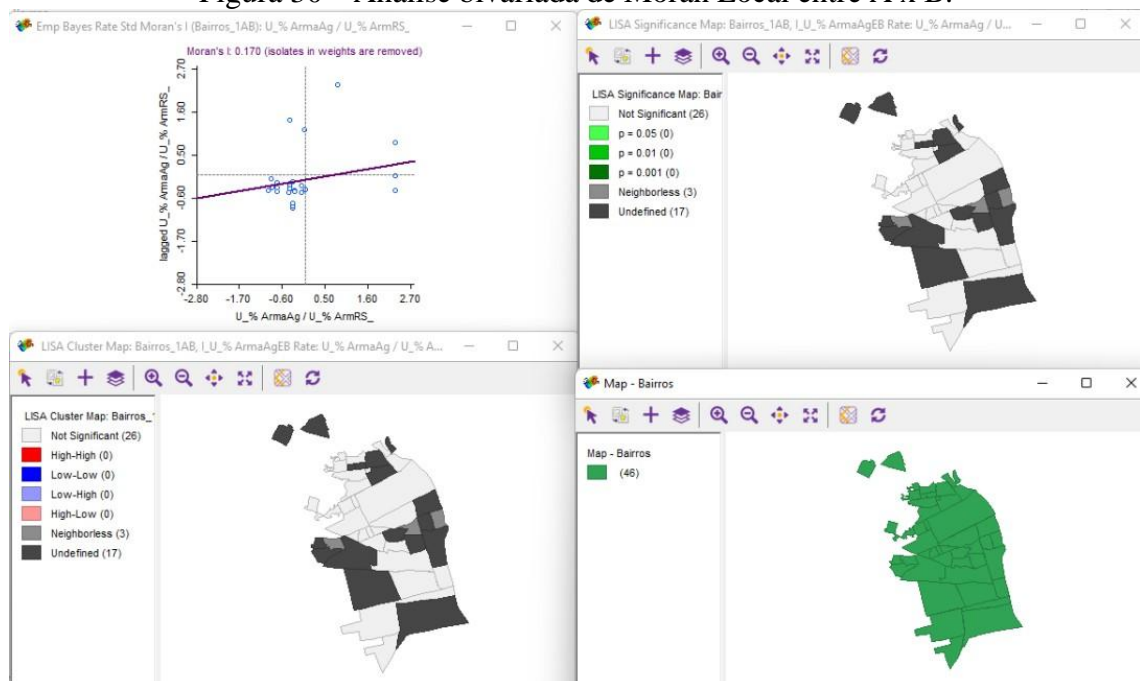 Figura 30 – Análise bivariada de Moran Local entre A x B.
Emp Bayes Rate Std Moran's I (Bairros_1AB): U_% ArmaAg / U_% ArmRS_
Moran's I: 0.170 (isolates in weights are removed)
lagged U_% ArmaAg / U_% ArmRS_
2.70
1.60
0.50
-0.60
-1.70
-2.80
-2.80 -1.70 -0.60 0.50 1.60 2.70
U_% ArmaAg / U_% ArmRS_
LISA Significance Map: Bairros_1AB, I_U_% ArmaAgEB Rate: U_% ArmaAg / U...
LISA Significance Map: Bair
Not Significant (26)
p = 0.05 (0)
p = 0.01 (0)
p = 0.001 (0)
Neighborless (3)
Undefined (17)
LISA Cluster Map: Bairros_1AB, I_U_% ArmaAgEB Rate: U_% ArmaAg / U_% A...
LISA Cluster Map: Bairros_1
Not Significant (26)
High-High (0)
Low-Low (0)
Low-High (0)
High-Low (0)
Neighborless (3)
Undefined (17)
Map - Bairros
Map - Bairros
(46)